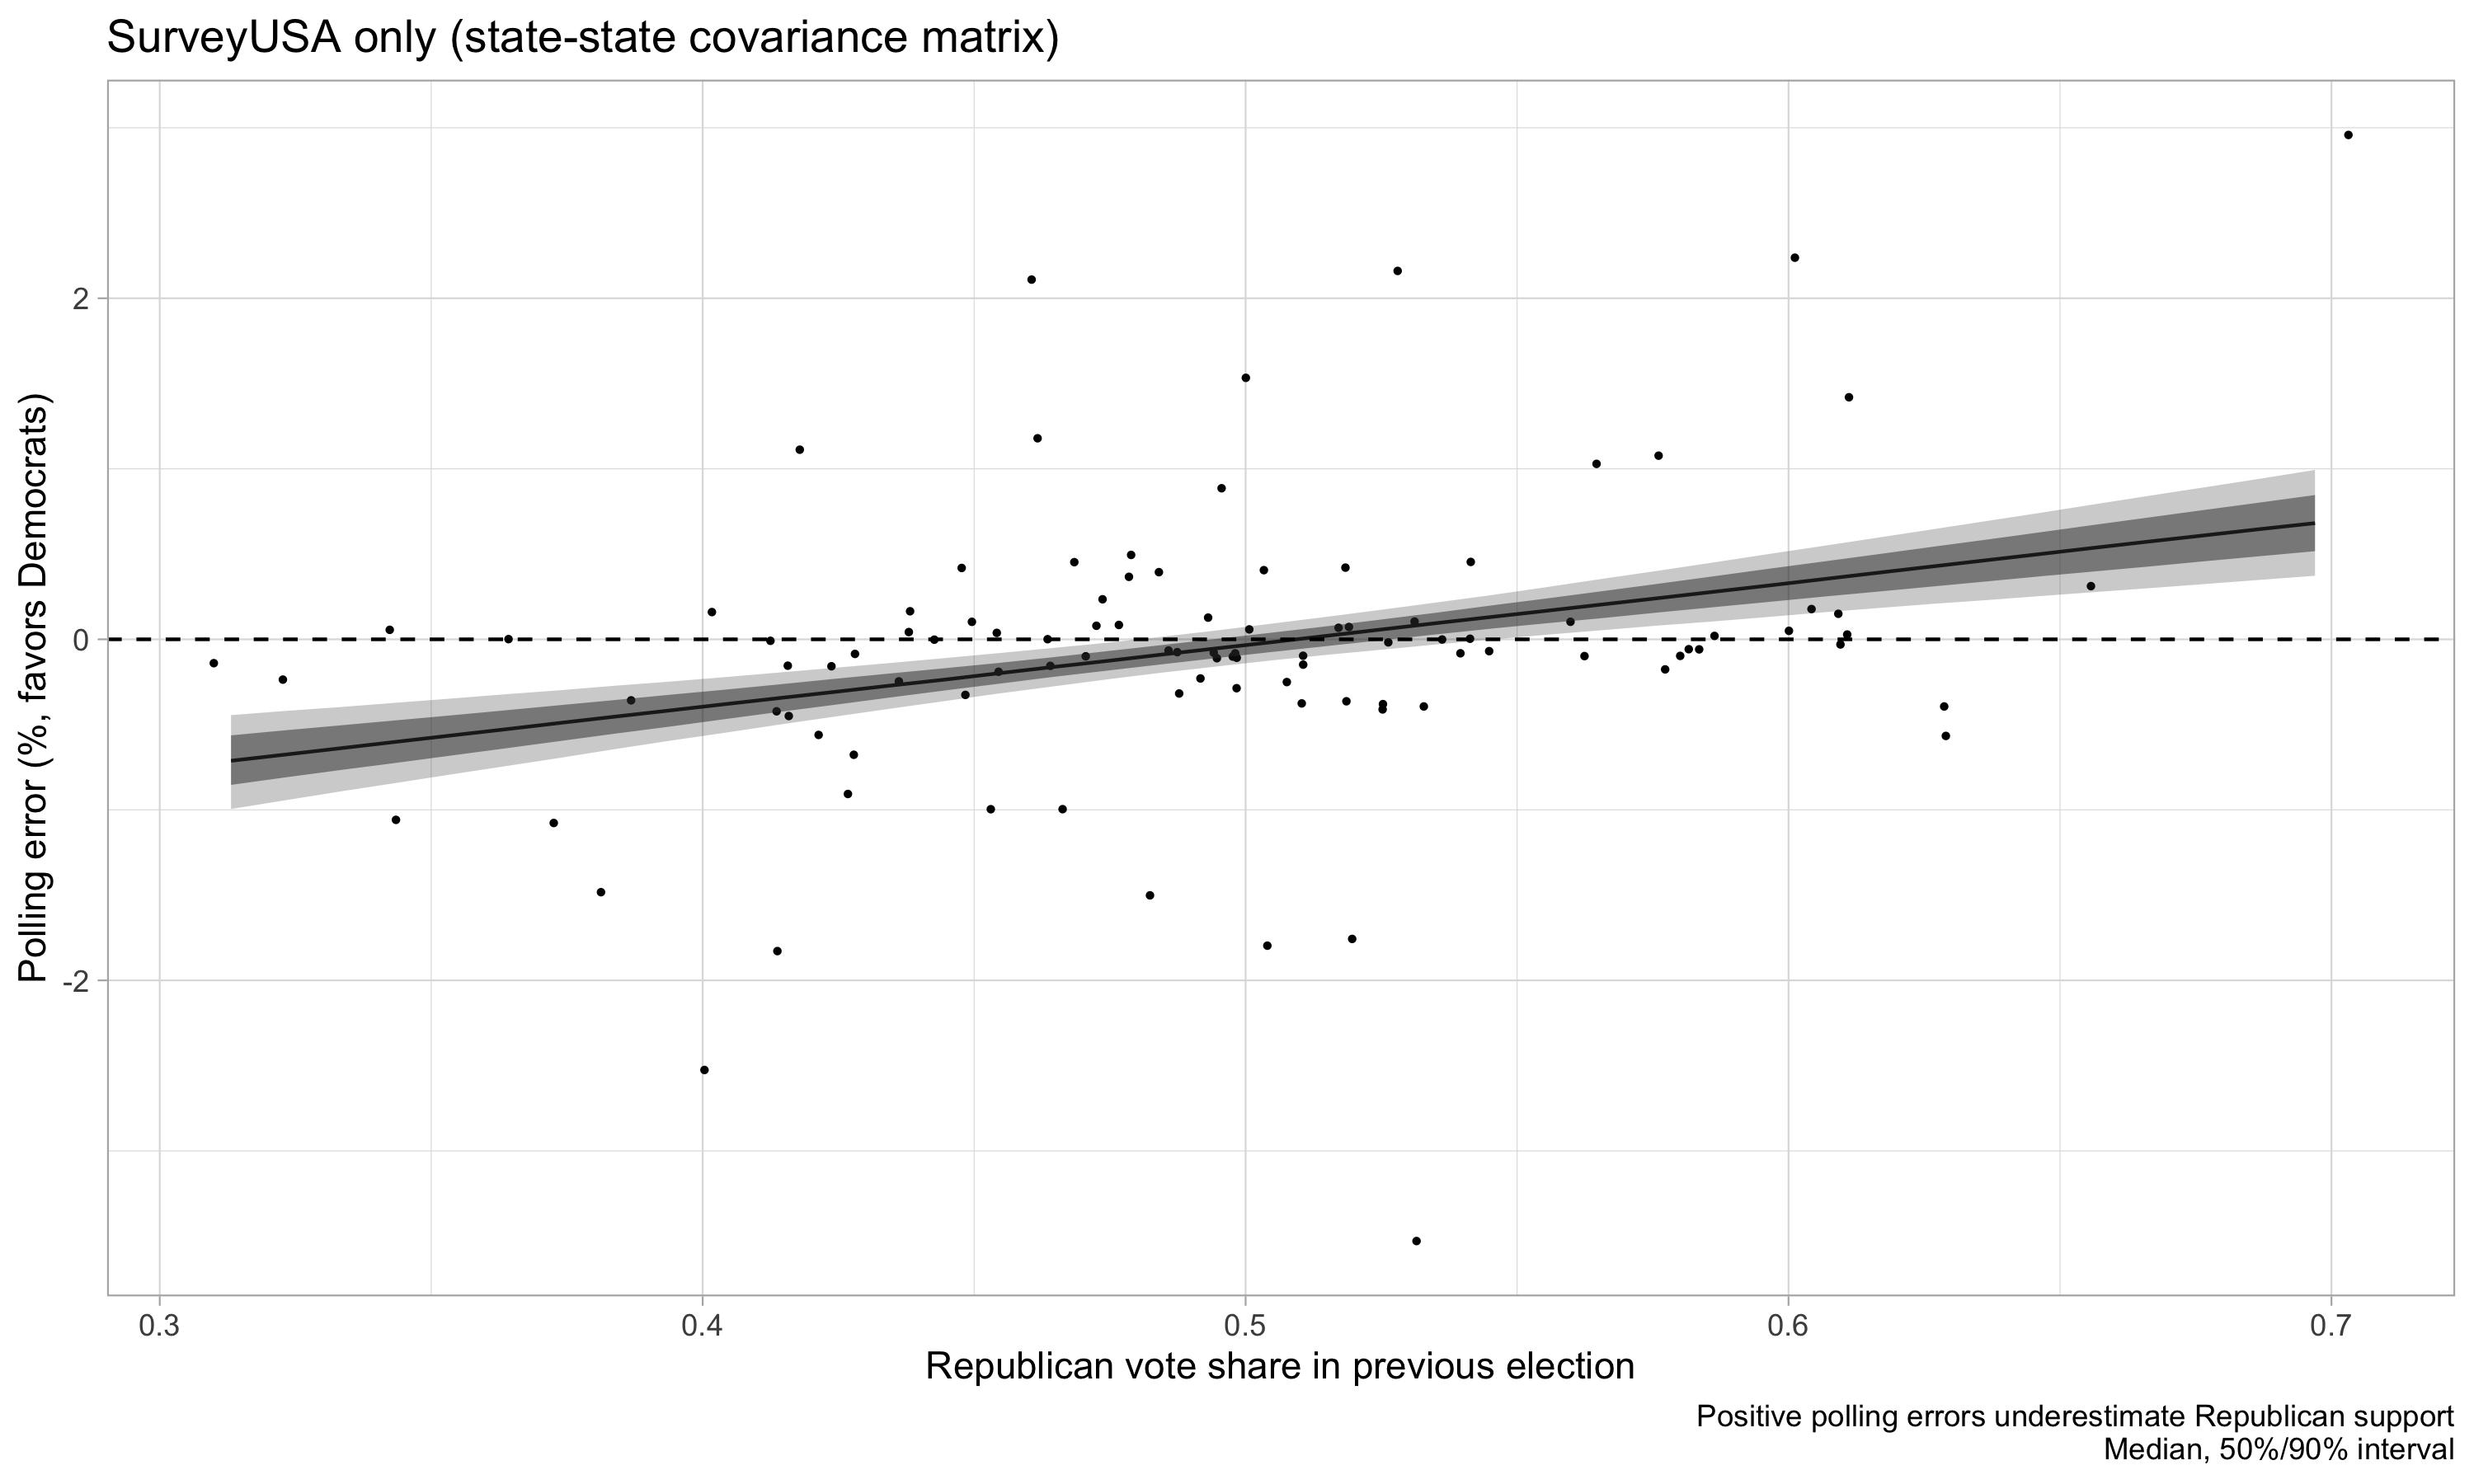 SurveyUSA only (state-state covariance matrix)
Polling error (%, favors Democrats)
2
0
-2
0.3 0.4 0.5 0.6 0.7
Republican vote share in previous election
Positive polling errors underestimate Republican support
Median, 50%/90% interval